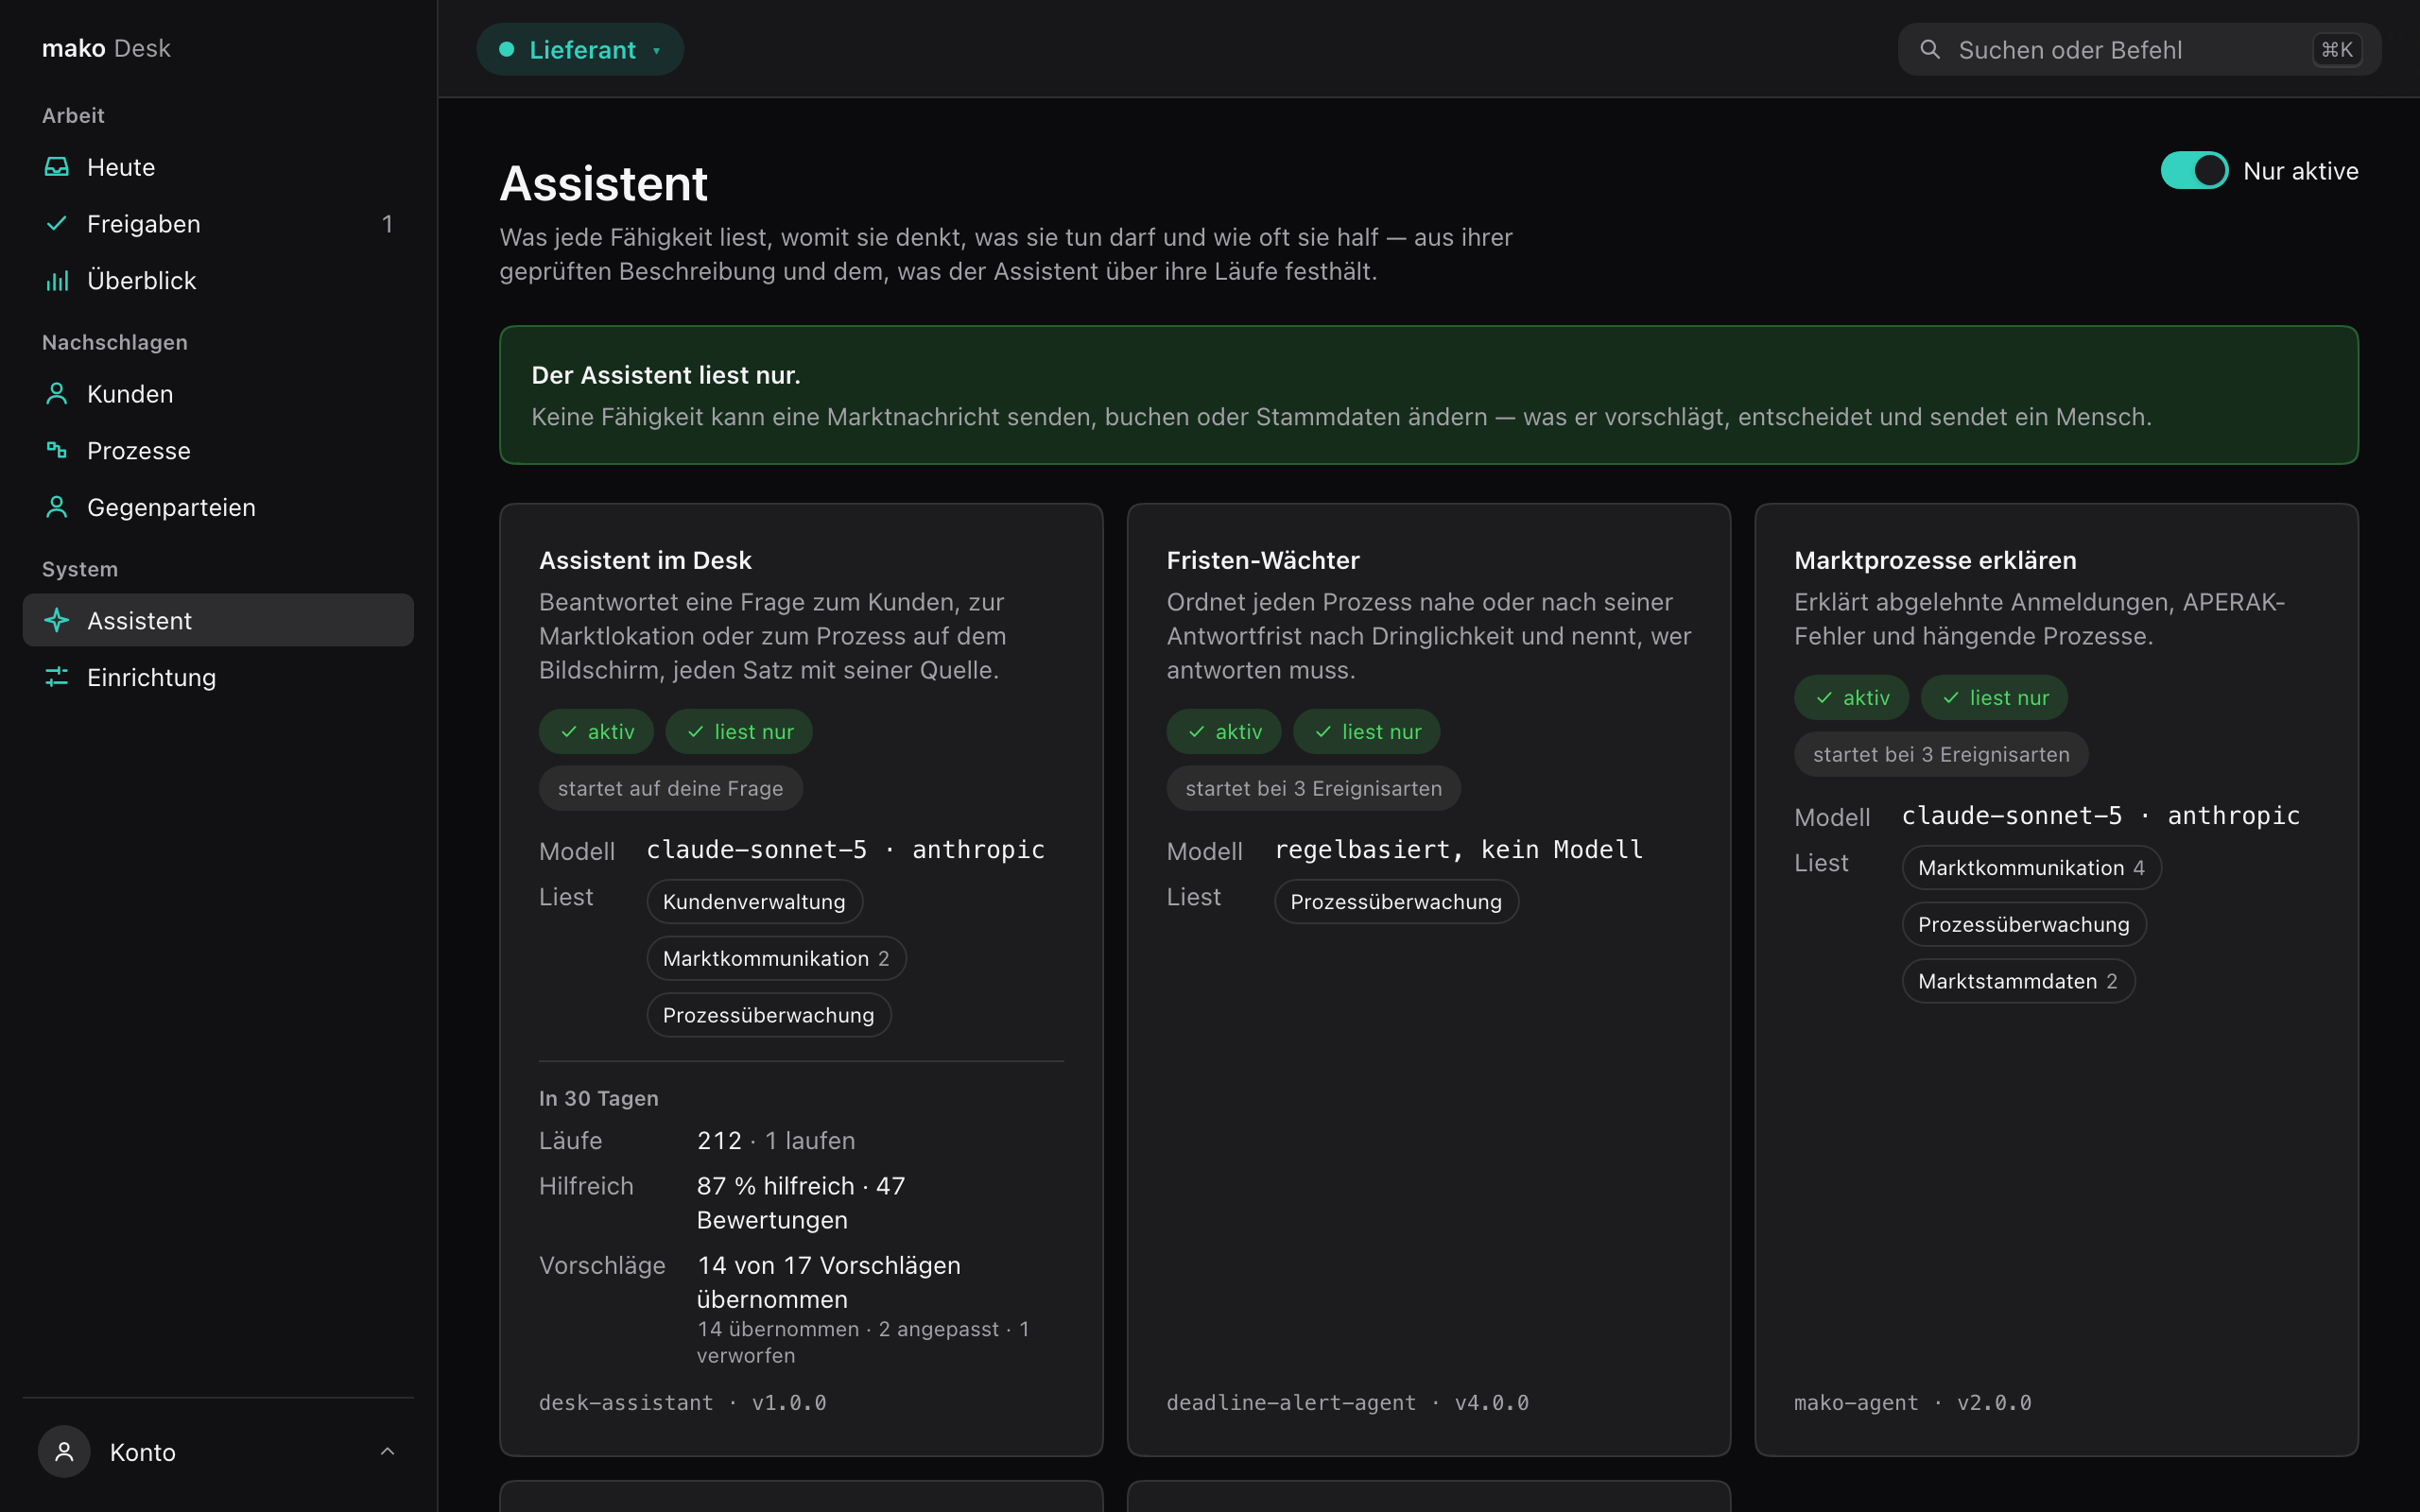 mako Desk
Arbeit
Heute
Freigaben 1
Überblick
Nachschlagen
Kunden
Prozesse
Gegenparteien
System
Assistent
Einrichtung
Konto
Lieferant
Suchen oder Befehl ⌘K
Assistent
Nur aktive
Was jede Fähigkeit liest, womit sie denkt, was sie tun darf und wie oft sie half — aus ihrer
geprüften Beschreibung und dem, was der Assistent über ihre Läufe festhält.
Der Assistent liest nur.
Keine Fähigkeit kann eine Marktnachricht senden, buchen oder Stammdaten ändern — was er vorschlägt, entscheidet und sendet ein Mensch.
Assistent im Desk
Beantwortet eine Frage zum Kunden, zur
Marktlokation oder zum Prozess auf dem
Bildschirm, jeden Satz mit seiner Quelle.
aktiv liest nur
startet auf deine Frage
Modell claude-sonnet-5 · anthropic
Liest Kundenverwaltung
Marktkommunikation 2
Prozessüberwachung
In 30 Tagen
Läufe 212 · 1 laufen
Hilfreich 87 % hilfreich · 47
Bewertungen
Vorschläge 14 von 17 Vorschlägen
übernommen
14 übernommen · 2 angepasst · 1
verworfen
desk-assistant · v1.0.0
Fristen-Wächter
Ordnet jeden Prozess nahe oder nach seiner
Antwortfrist nach Dringlichkeit und nennt, wer
antworten muss.
aktiv liest nur
startet bei 3 Ereignisarten
Modell regelbasiert, kein Modell
Liest Prozessüberwachung
deadline-alert-agent · v4.0.0
Marktprozesse erklären
Erklärt abgelehnte Anmeldungen, APERAK-
Fehler und hängende Prozesse.
aktiv liest nur
startet bei 3 Ereignisarten
Modell claude-sonnet-5 · anthropic
Liest Marktkommunikation 4
Prozessüberwachung
Marktstammdaten 2
mako-agent · v2.0.0